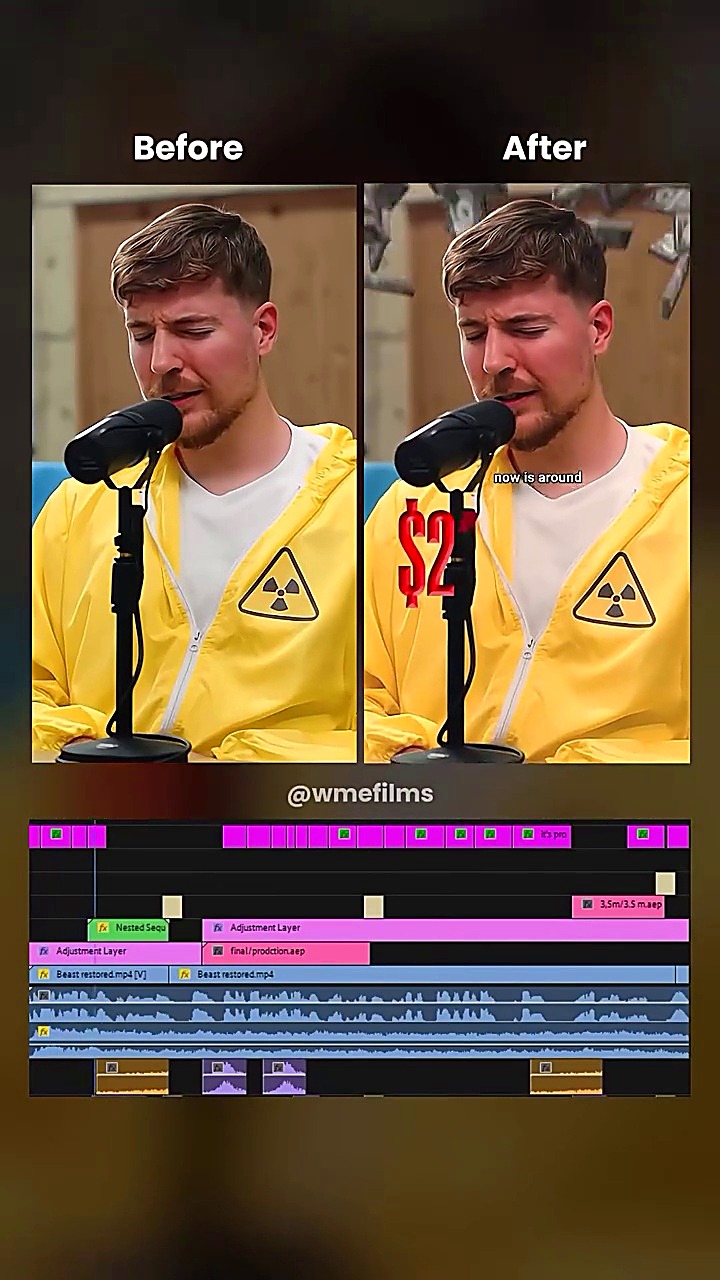 Before
After
now is around
$2
@wmefilms
it's pro
3,5m/3.5 m.aep
Nested Sequ
Adjustment Layer
Adjustment Layer
final/prodction.aep
Beast restored.mp4 [V]
Beast restored.mp4